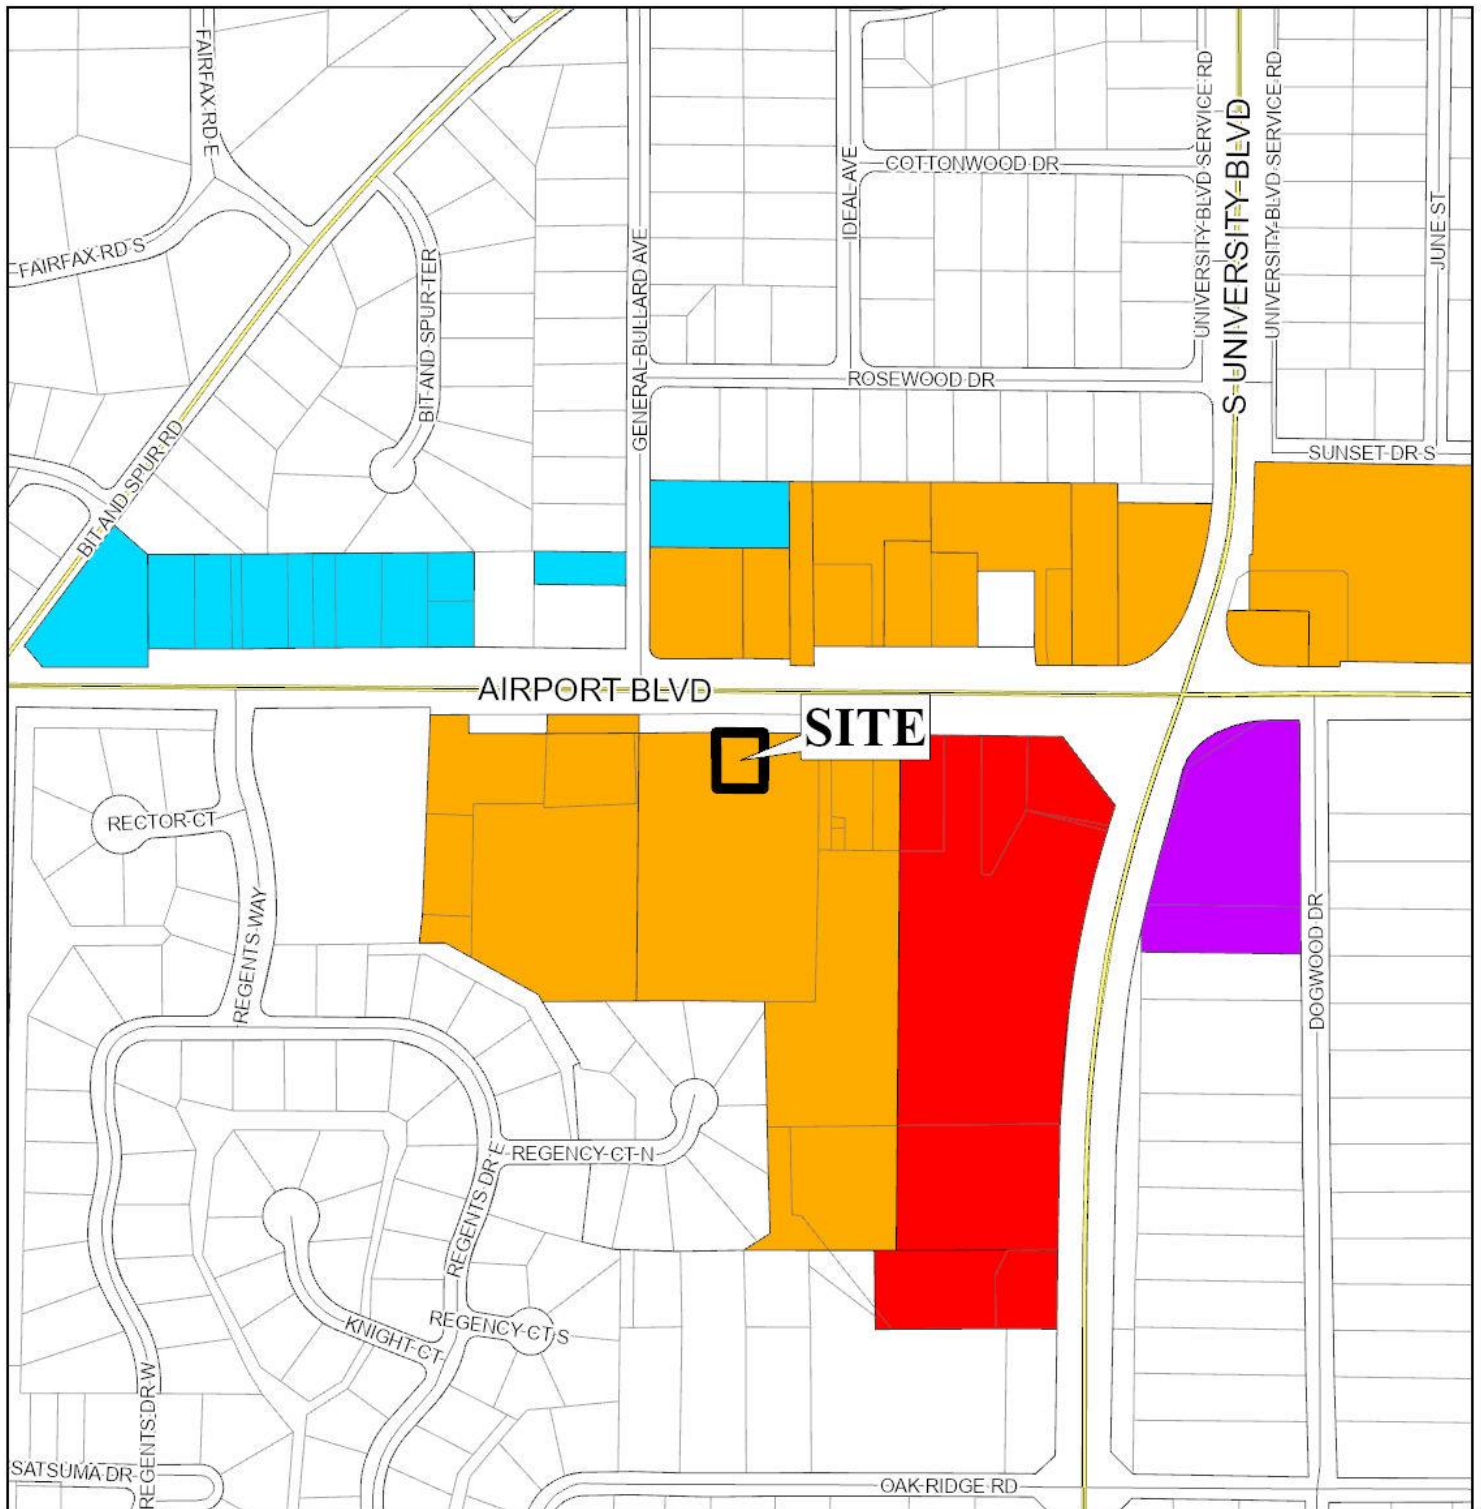 FAIRFAX RD E
UNIVERSITY BLVD SERVICE RD
S UNIVERSITY BLVD
UNIVERSITY BLVD SERVICE RD
COTTONWOOD DR
IDEAL AVE
JUNE ST
FAIRFAX RD S
BIT AND SPUR TER
GENERAL BULLARD AVE
ROSEWOOD DR
BIT AND SPUR RD
SUNSET DR S
AIRPORT BLVD
SITE
RECTOR CT
REGENTS WAY
DOGWOOD DR
REGENCY CT N
REGENTS DR E
REGENCY CT S
KNIGHT CT
REGENTS DR W
SATSUMA DR
OAK RIDGE RD